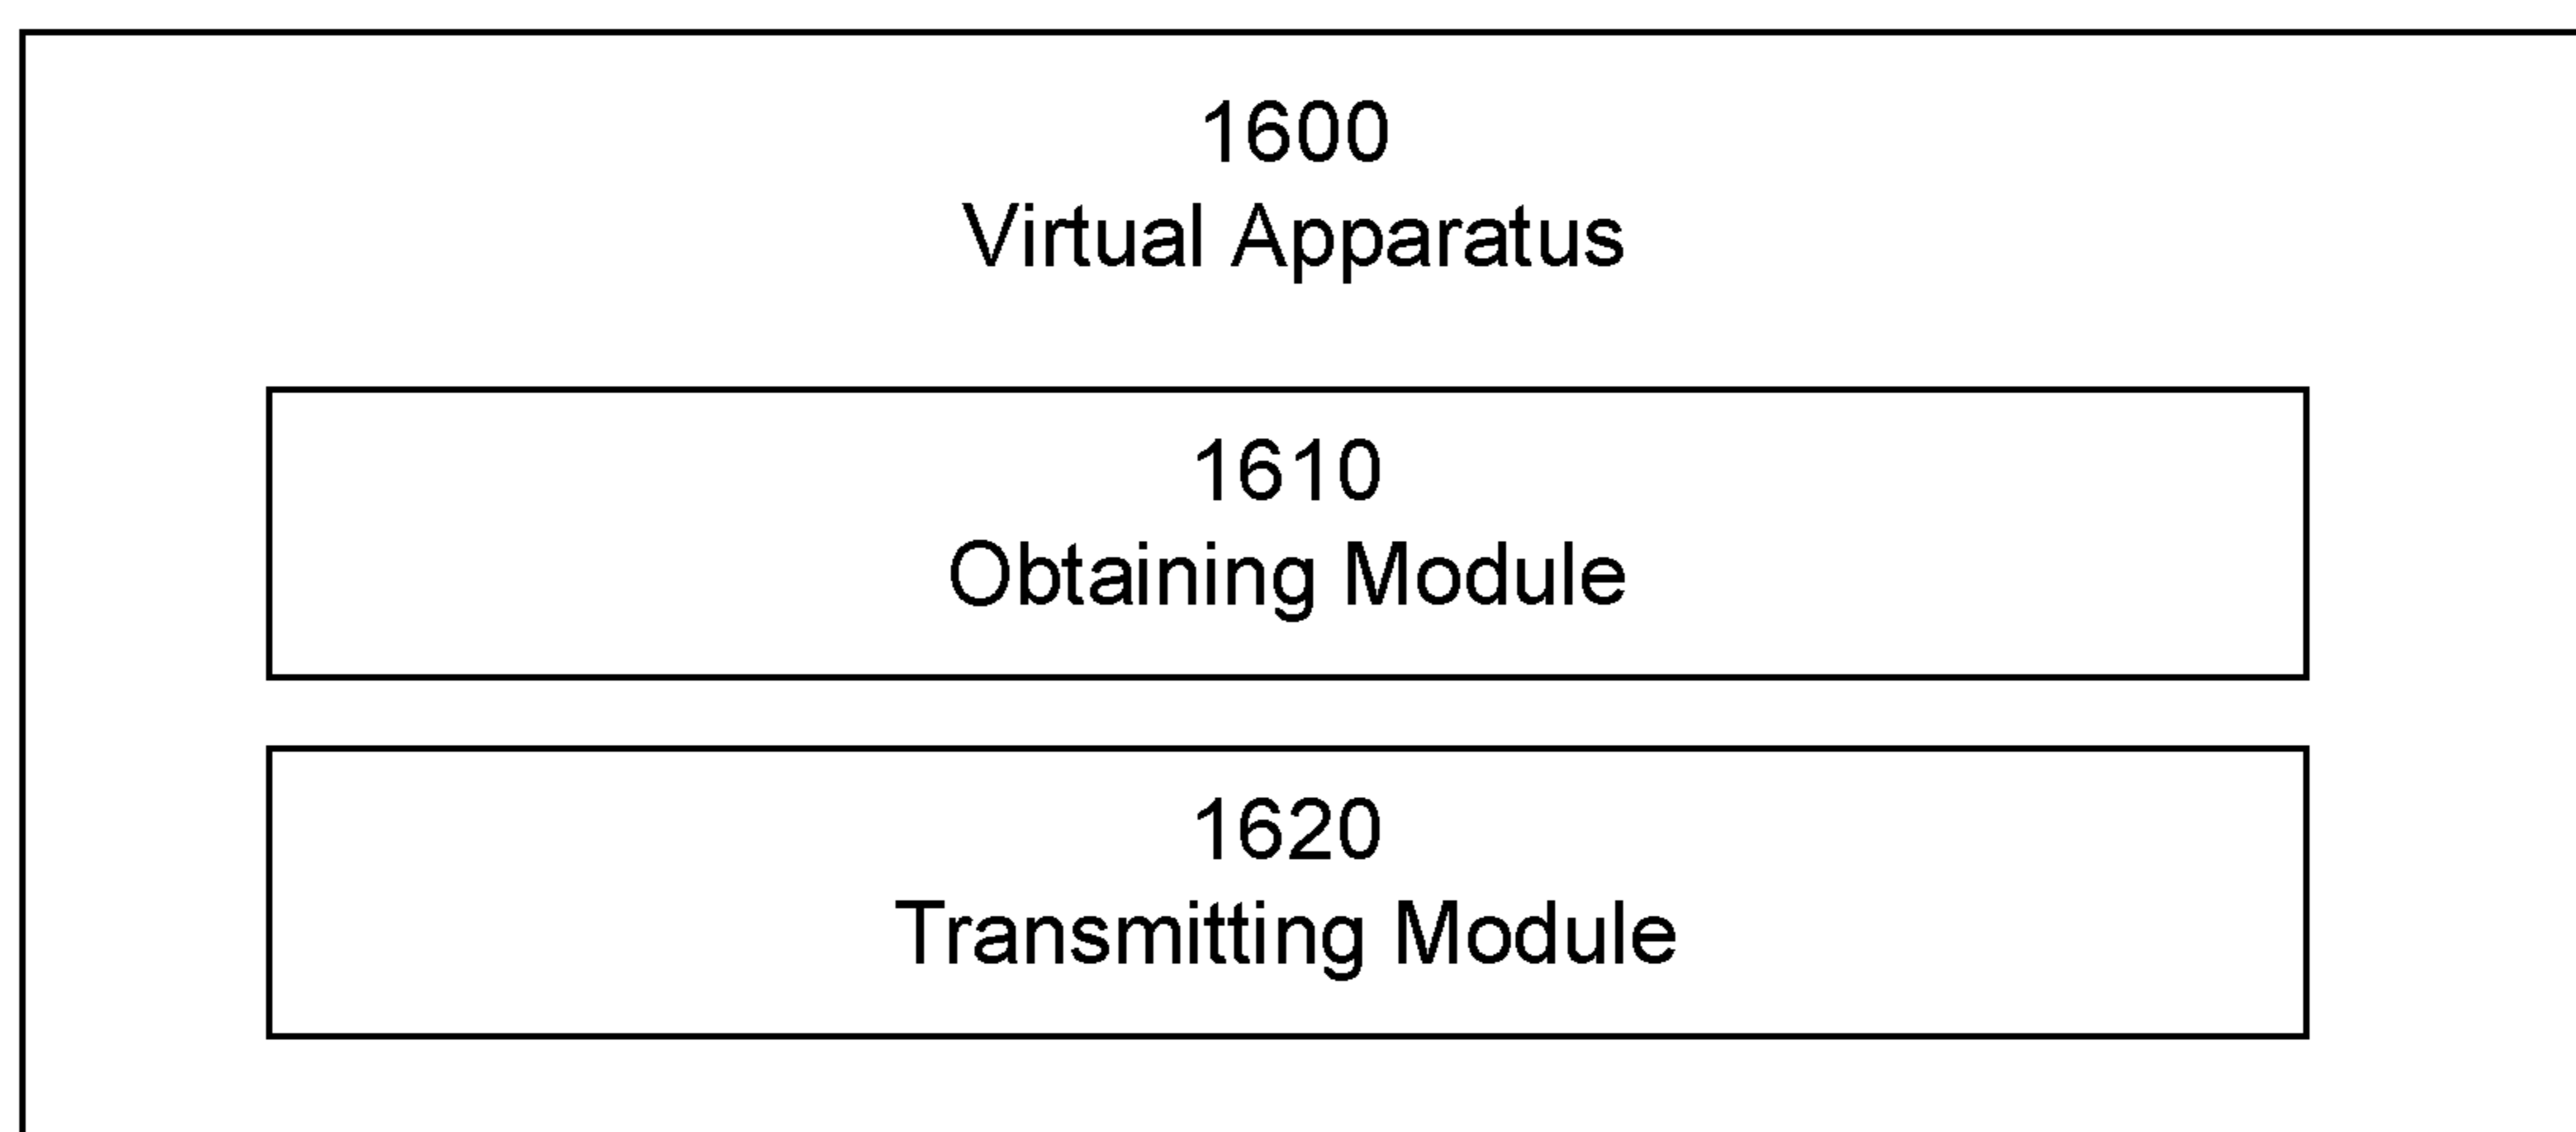 1600
Virtual Apparatus
1610
Obtaining Module
1620
Transmitting Module